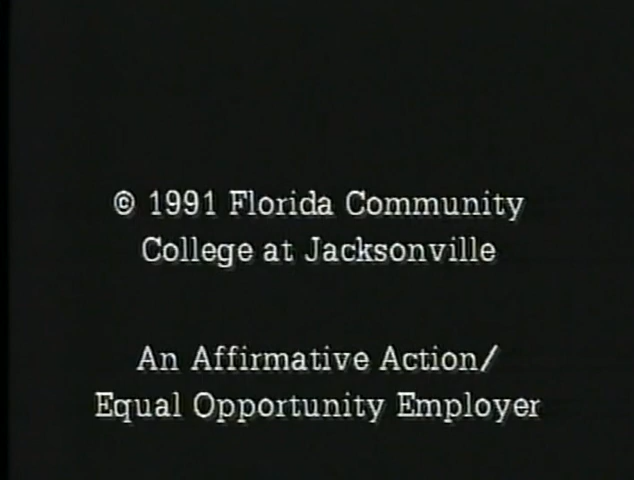 © 1991 Florida Community
College at Jacksonville
An Affirmative Action/
Equal Opportunity Employer